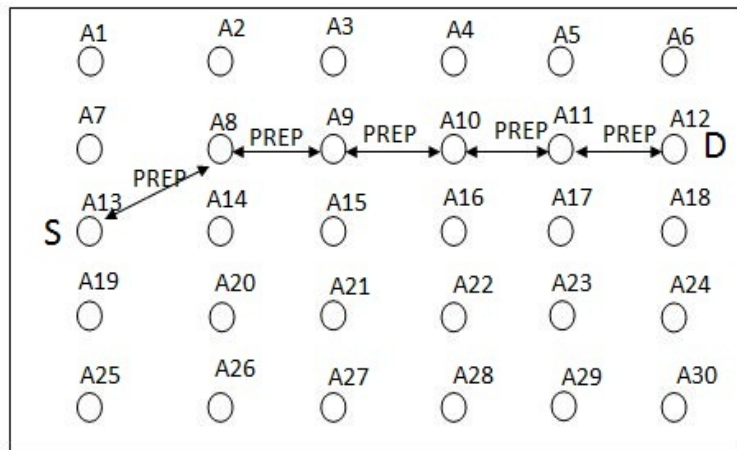 A1 A2 A3 A4 A5 A6
A7 A8 PREP A9 PREP A10 PREP A11 PREP A12 D
PREP
S A13 A14 A15 A16 A17 A18
A19 A20 A21 A22 A23 A24
A25 A26 A27 A28 A29 A30